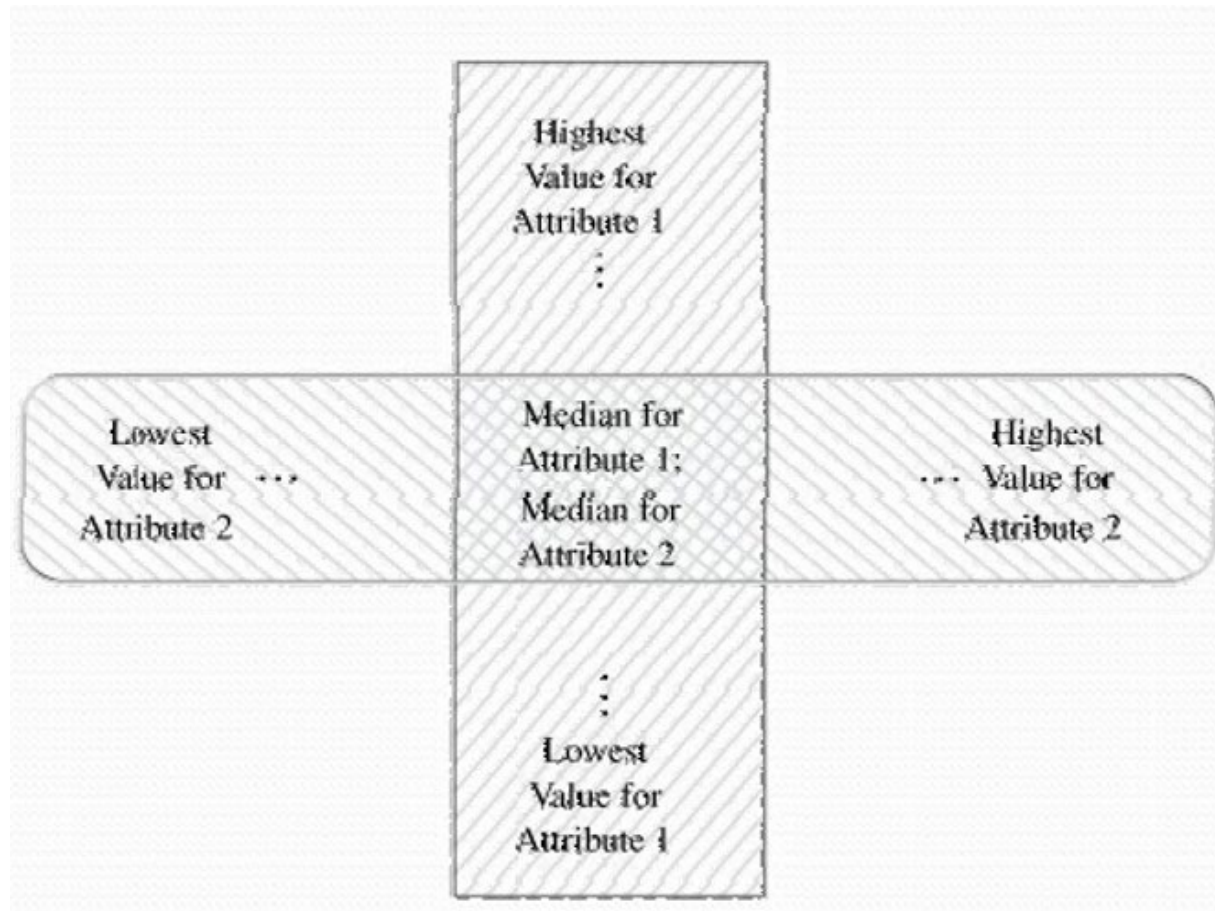 Highest
Value for
Attribute 1
⋮
Lowest
Value for ···
Attribute 2
Median for
Attribute 1;
Median for
Attribute 2
Highest
··· Value for
Attribute 2
⋮
Lowest
Value for
Attribute 1